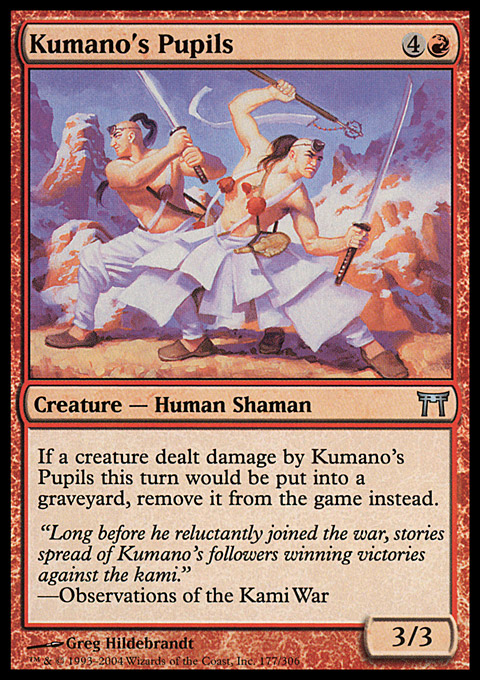 Kumano's Pupils 4
Creature — Human Shaman
If a creature dealt damage by Kumano's
Pupils this turn would be put into a
graveyard, remove it from the game instead.
"Long before he reluctantly joined the war, stories
spread of Kumano's followers winning victories
against the kami."
—Observations of the Kami War
Greg Hildebrandt
3/3
™ & © 1993–2004 Wizards of the Coast, Inc. 177/306